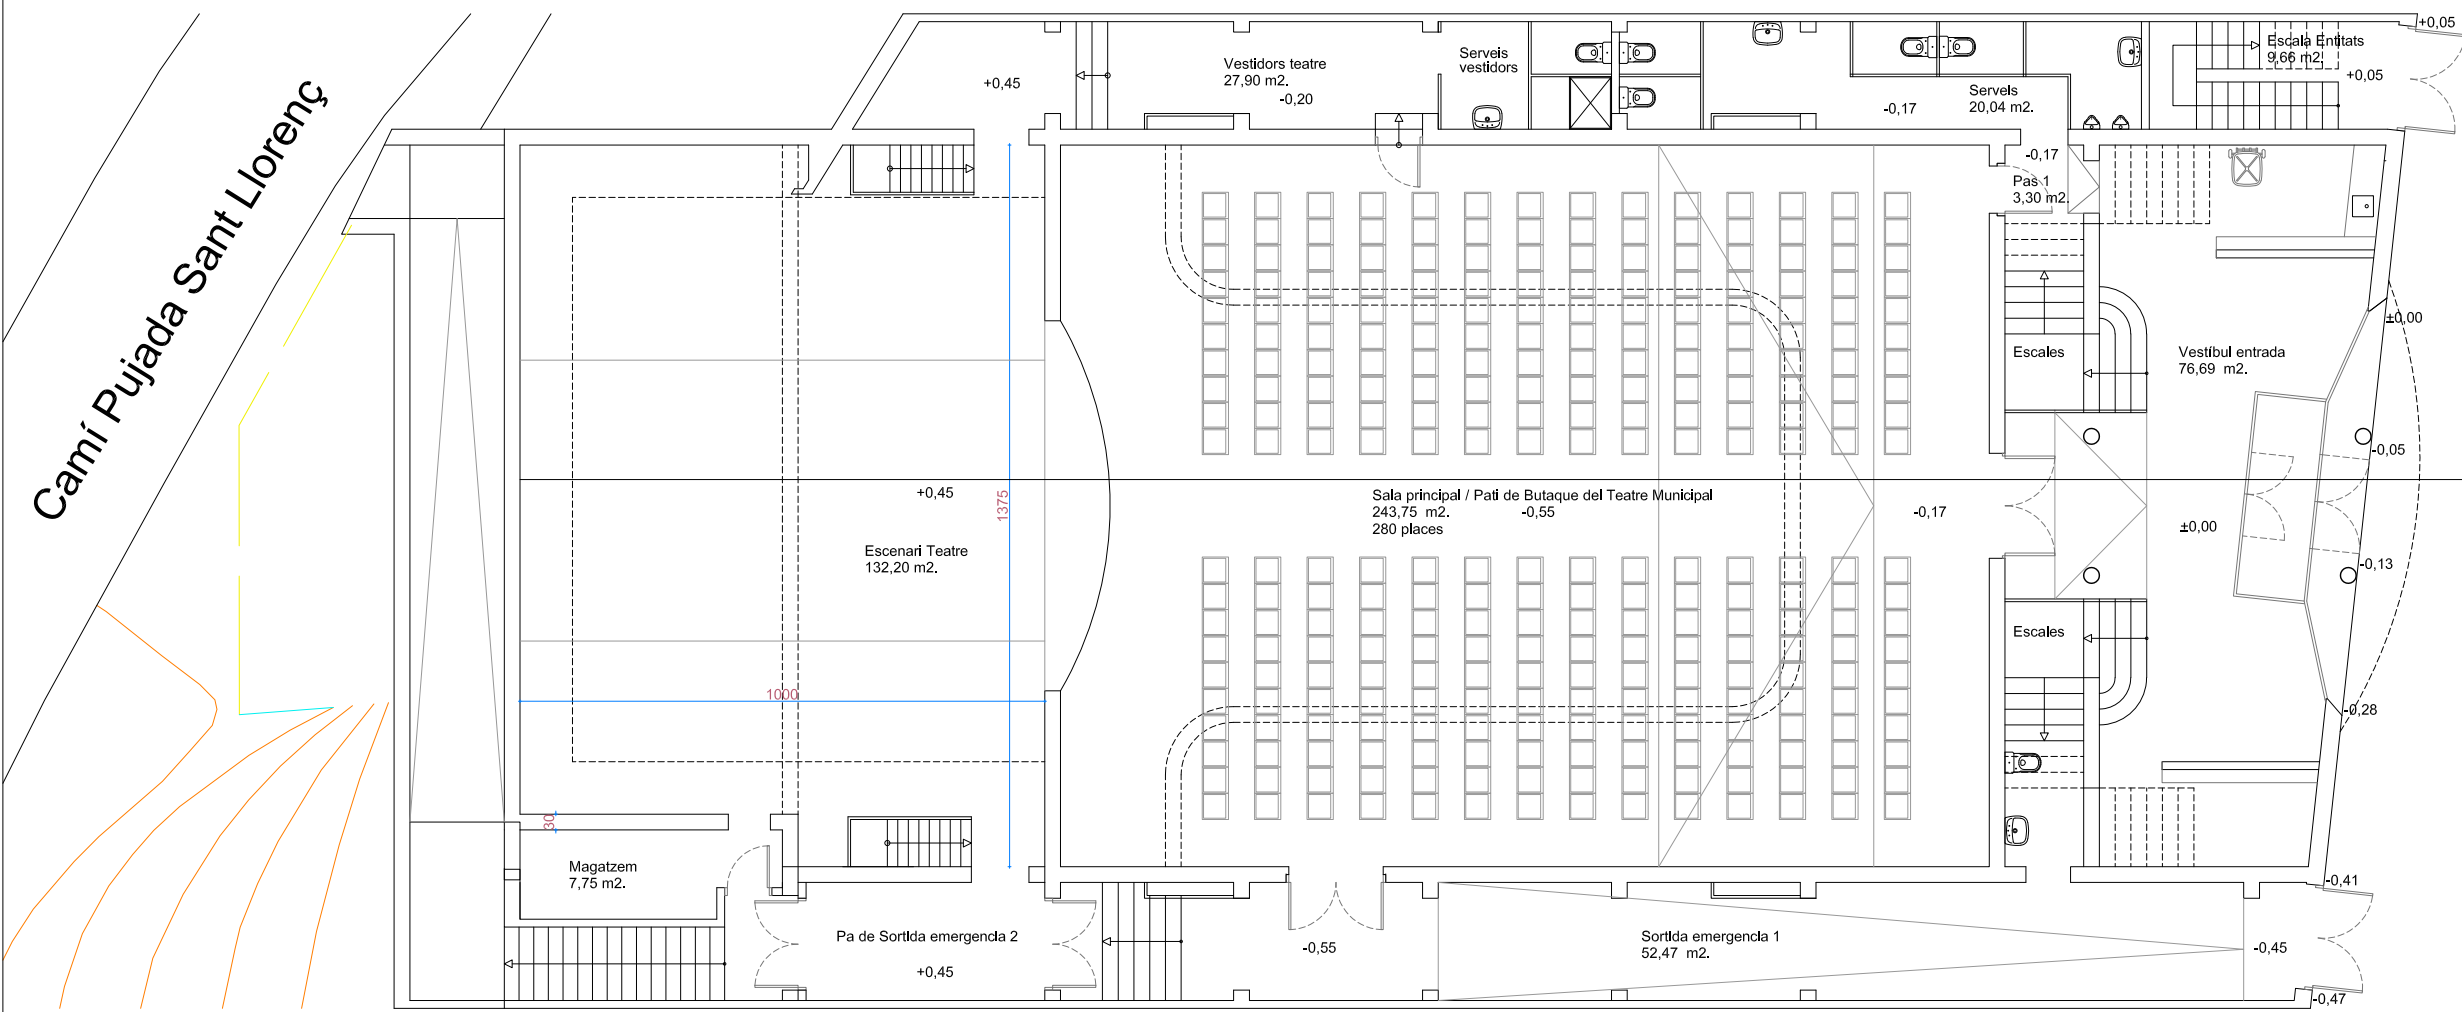 Camí Pujada Sant Llorenç
+0,45
Vestidors teatre
27,90 m2.
-0,20
Serveis
vestidors
Serveis
20,04 m2.
-0,17
Escala Entitats
9,66 m2.
+0,05
+0,05
-0,17
Pas 1
3,30 m2.
±0,00
Escales
Vestíbul entrada
76,69 m2.
-0,05
+0,45
1375
Sala principal / Pati de Butaque del Teatre Municipal
243,75 m2.
-0,55
280 places
-0,17
±0,00
Escenari Teatre
132,20 m2.
-0,13
Escales
1000
-0,28
30
Magatzem
7,75 m2.
-0,41
Pa de Sortida emergencia 2
+0,45
-0,55
Sortida emergencia 1
52,47 m2.
-0,45
-0,47